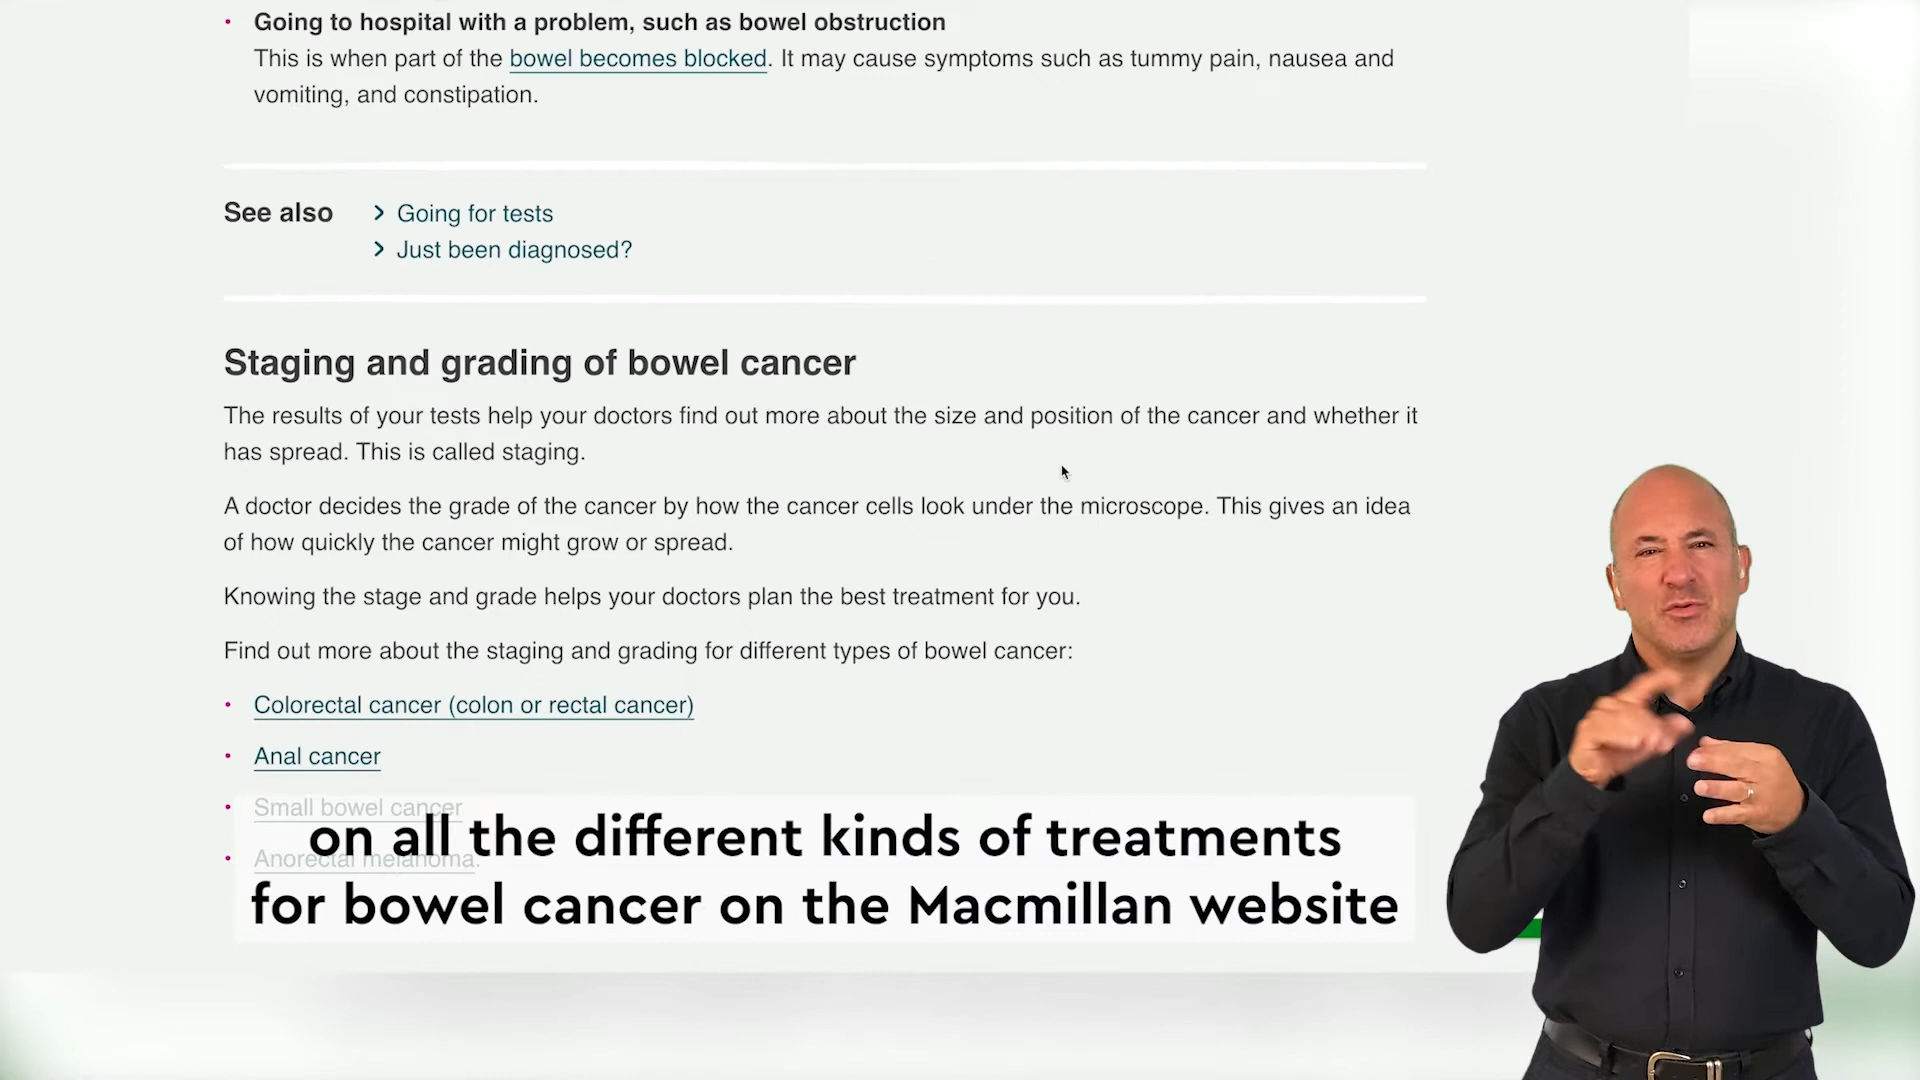 • Going to hospital with a problem, such as bowel obstruction
This is when part of the bowel becomes blocked. It may cause symptoms such as tummy pain, nausea and
vomiting, and constipation.
See also
> Going for tests
> Just been diagnosed?
Staging and grading of bowel cancer
The results of your tests help your doctors find out more about the size and position of the cancer and whether it
has spread. This is called staging.
A doctor decides the grade of the cancer by how the cancer cells look under the microscope. This gives an idea
of how quickly the cancer might grow or spread.
Knowing the stage and grade helps your doctors plan the best treatment for you.
Find out more about the staging and grading for different types of bowel cancer:
• Colorectal cancer (colon or rectal cancer)
• Anal cancer
• Small bowel cancer
• Anorectal melanoma.
on all the different kinds of treatments
for bowel cancer on the Macmillan website